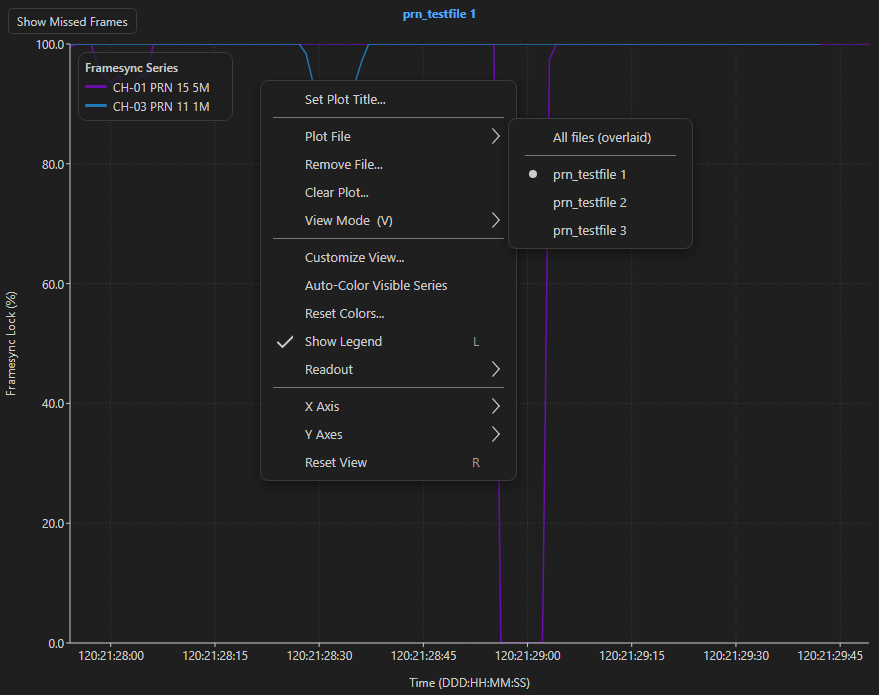 Show Missed Frames
prn_testfile 1
100.0
80.0
60.0
40.0
20.0
0.0
Framesync Lock (%)
Framesync Series
CH-01 PRN 15 5M
CH-03 PRN 11 1M
Set Plot Title...
Plot File
Remove File...
Clear Plot...
View Mode (V)
Customize View...
Auto-Color Visible Series
Reset Colors...
Show Legend L
Readout
X Axis
Y Axes
Reset View R
All files (overlaid)
prn_testfile 1
prn_testfile 2
prn_testfile 3
120:21:28:00 120:21:28:15 120:21:28:30 120:21:28:45 120:21:29:00 120:21:29:15 120:21:29:30 120:21:29:45
Time (DDD:HH:MM:SS)